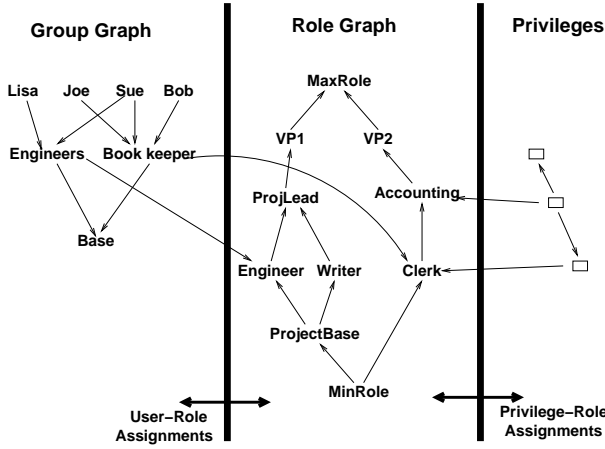 Group Graph
Role Graph
Privileges
Lisa
Joe
Sue
Bob
MaxRole
VP1
VP2
Engineers
Book keeper
ProjLead
Accounting
Base
Engineer
Writer
Clerk
ProjectBase
MinRole
User-Role
Assignments
Privilege-Role
Assignments